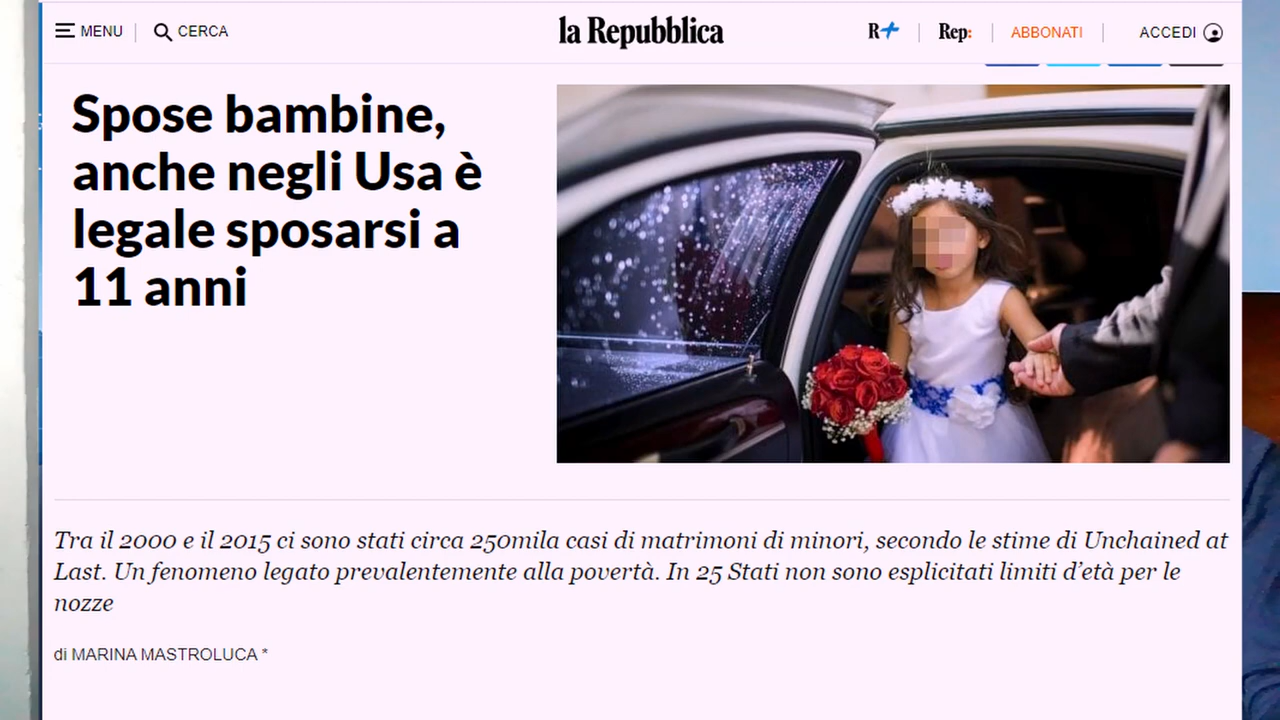 MENU
CERCA
la Repubblica
R+
Rep:
ABBONATI
ACCEDI
Spose bambine,
anche negli Usa è
legale sposarsi a
11 anni
Tra il 2000 e il 2015 ci sono stati circa 250mila casi di matrimoni di minori, secondo le stime di Unchained at
Last. Un fenomeno legato prevalentemente alla povertà. In 25 Stati non sono esplicitati limiti d'età per le
nozze
di MARINA MASTROLUCA *